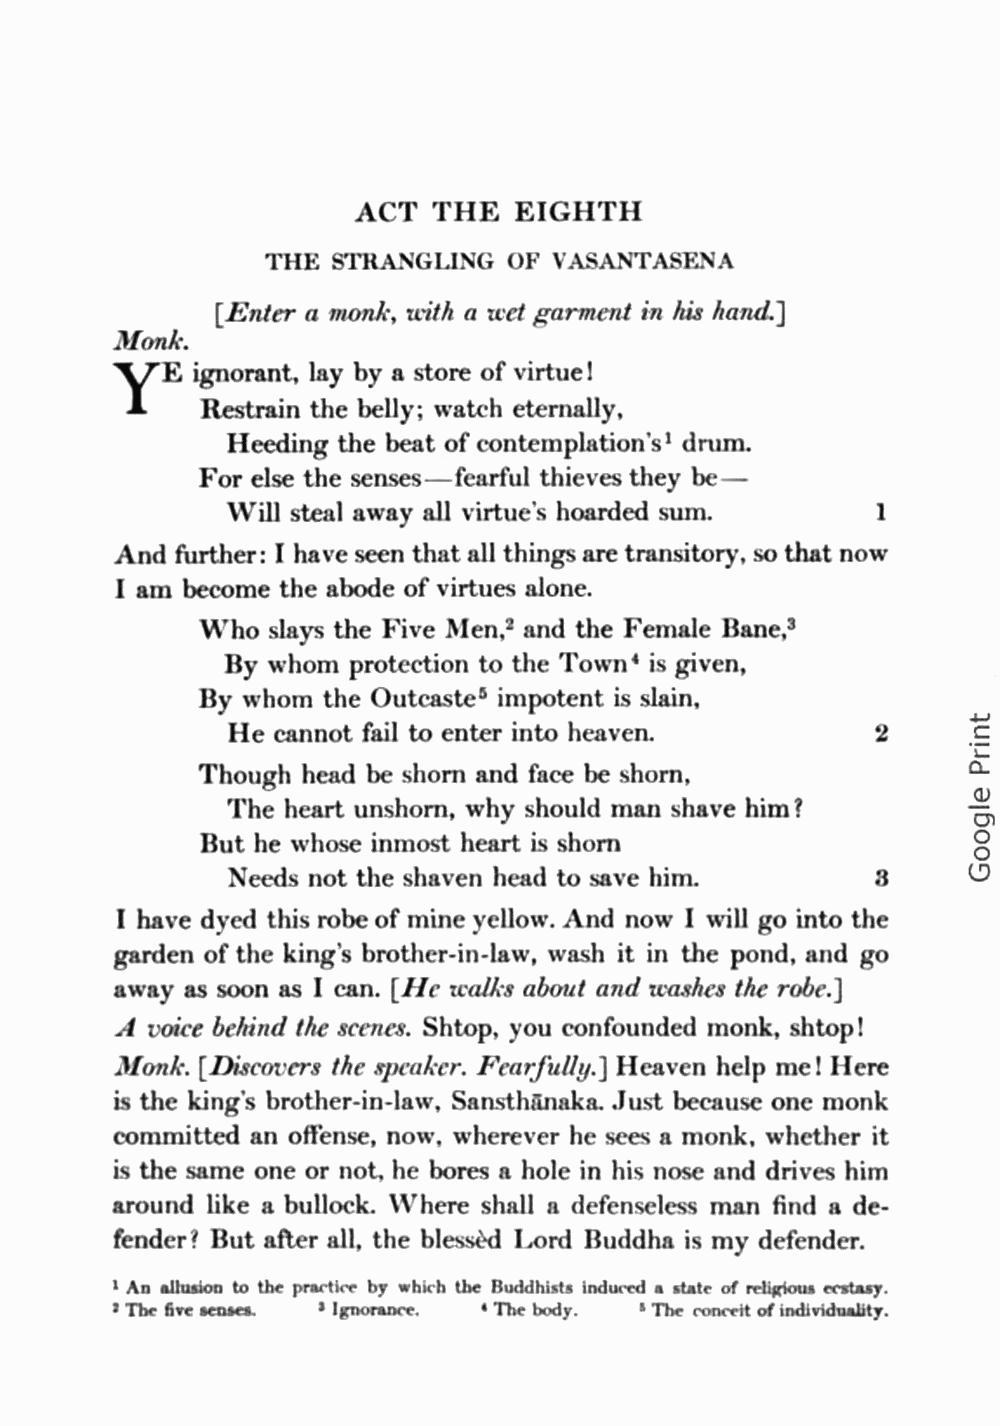 ACT THE EIGHTH
THE STRANGLING OF VASANTASENA
[Enter a monk, with a wet garment in his hand.]
Monk.
YE ignorant, lay by a store of virtue!
Restrain the belly; watch eternally,
Heeding the beat of contemplation's¹ drum.
For else the senses—fearful thieves they be—
Will steal away all virtue's hoarded sum. 1
And further: I have seen that all things are transitory, so that now
I am become the abode of virtues alone.
Who slays the Five Men,² and the Female Bane,³
By whom protection to the Town⁴ is given,
By whom the Outcaste⁵ impotent is slain,
He cannot fail to enter into heaven. 2
Though head be shorn and face be shorn,
The heart unshorn, why should man shave him?
But he whose inmost heart is shorn
Needs not the shaven head to save him. 3
I have dyed this robe of mine yellow. And now I will go into the
garden of the king's brother-in-law, wash it in the pond, and go
away as soon as I can. [He walks about and washes the robe.]
A voice behind the scenes. Shtop, you confounded monk, shtop!
Monk. [Discovers the speaker. Fearfully.] Heaven help me! Here
is the king's brother-in-law, Sansthānaka. Just because one monk
committed an offense, now, wherever he sees a monk, whether it
is the same one or not, he bores a hole in his nose and drives him
around like a bullock. Where shall a defenseless man find a de-
fender? But after all, the blessèd Lord Buddha is my defender.
¹ An allusion to the practice by which the Buddhists induced a state of religious ecstasy.
² The five senses. ³ Ignorance. ⁴ The body. ⁵ The conceit of individuality.
Google Print